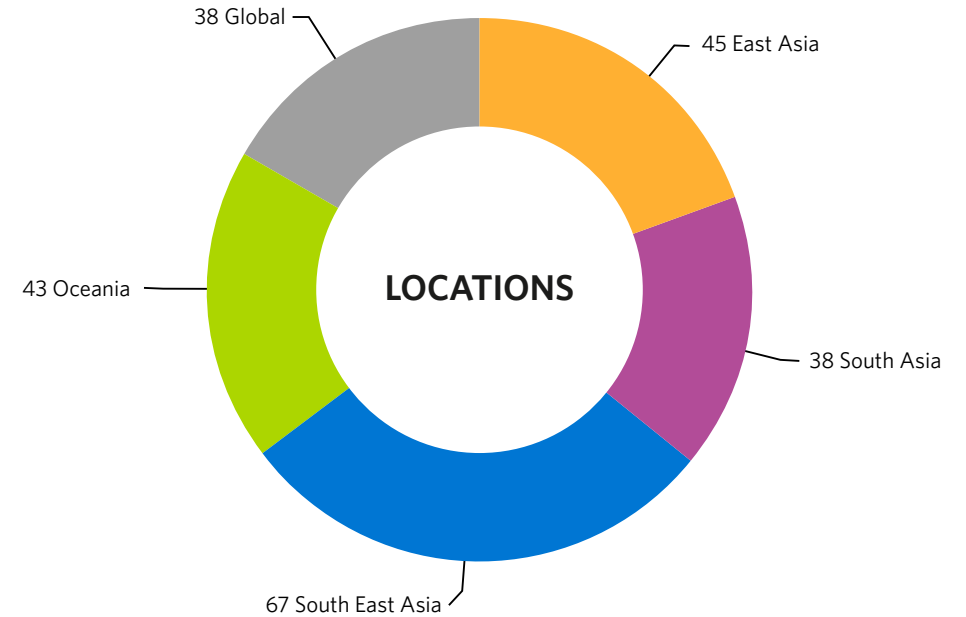 38 Global
45 East Asia
43 Oceania
LOCATIONS
38 South Asia
67 South East Asia